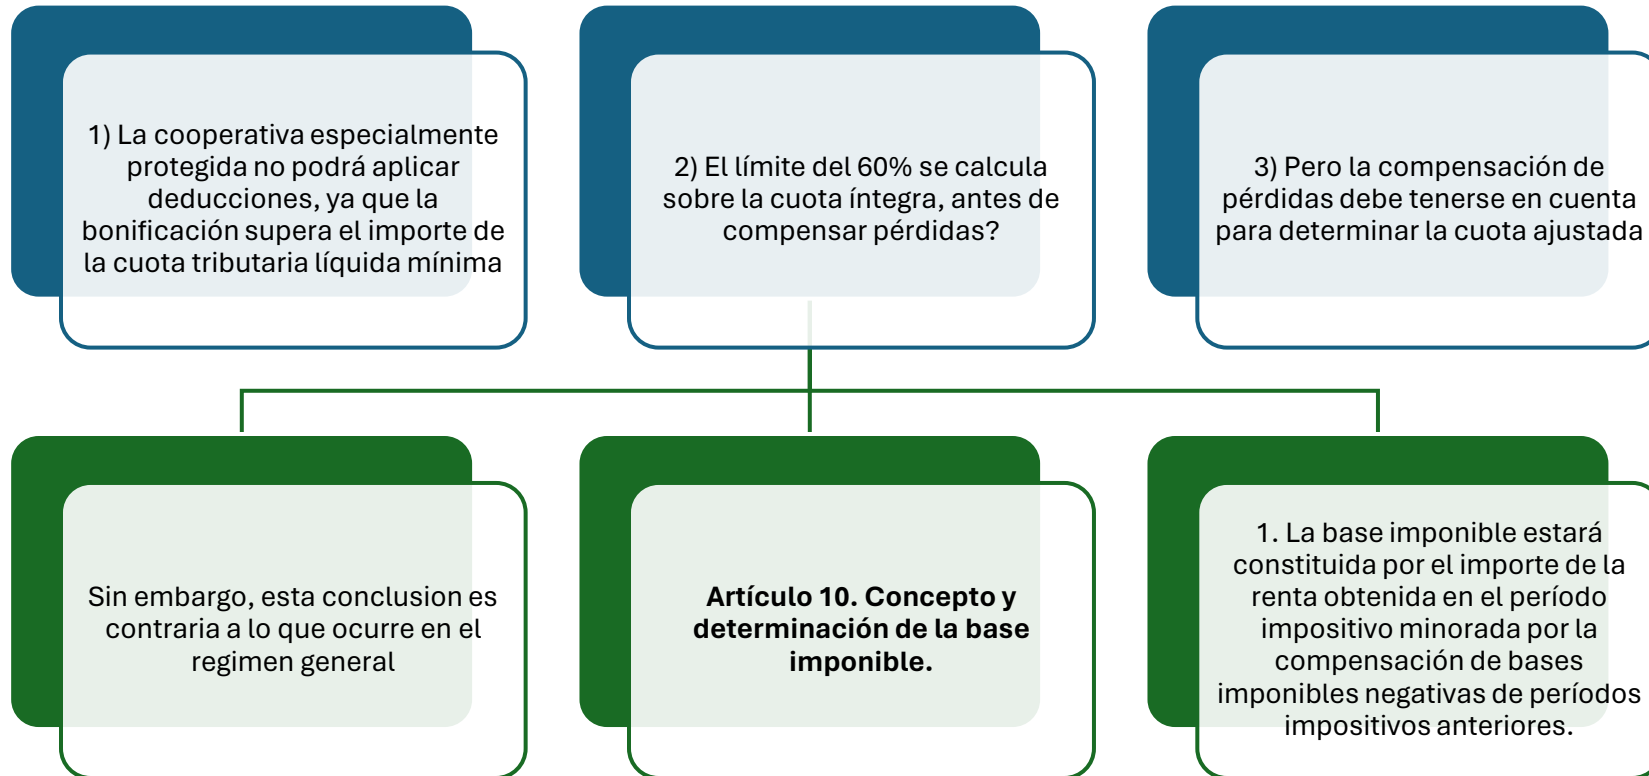 1) La cooperativa especialmente
protegida no podrá aplicar
deducciones, ya que la
bonificación supera el importe de
la cuota tributaria líquida mínima
2) El límite del 60% se calcula
sobre la cuota íntegra, antes de
compensar pérdidas?
3) Pero la compensación de
pérdidas debe tenerse en cuenta
para determinar la cuota ajustada
Sin embargo, esta conclusion es
contraria a lo que ocurre en el
regimen general
Artículo 10. Concepto y
determinación de la base
imponible.
1. La base imponible estará
constituida por el importe de la
renta obtenida en el período
impositivo minorada por la
compensación de bases
imponibles negativas de períodos
impositivos anteriores.